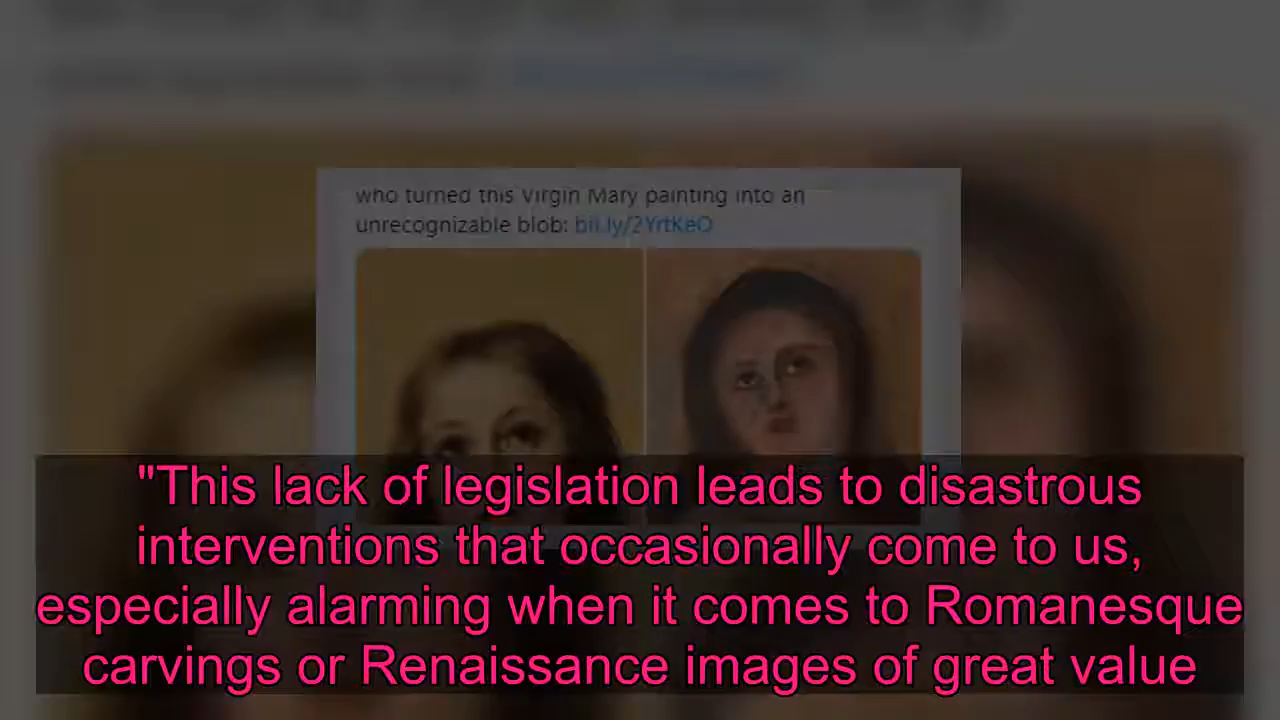 who turned this Virgin Mary painting into an
unrecognizable blob: bit.ly/2YrtKeO
"This lack of legislation leads to disastrous
interventions that occasionally come to us,
especially alarming when it comes to Romanesque
carvings or Renaissance images of great value